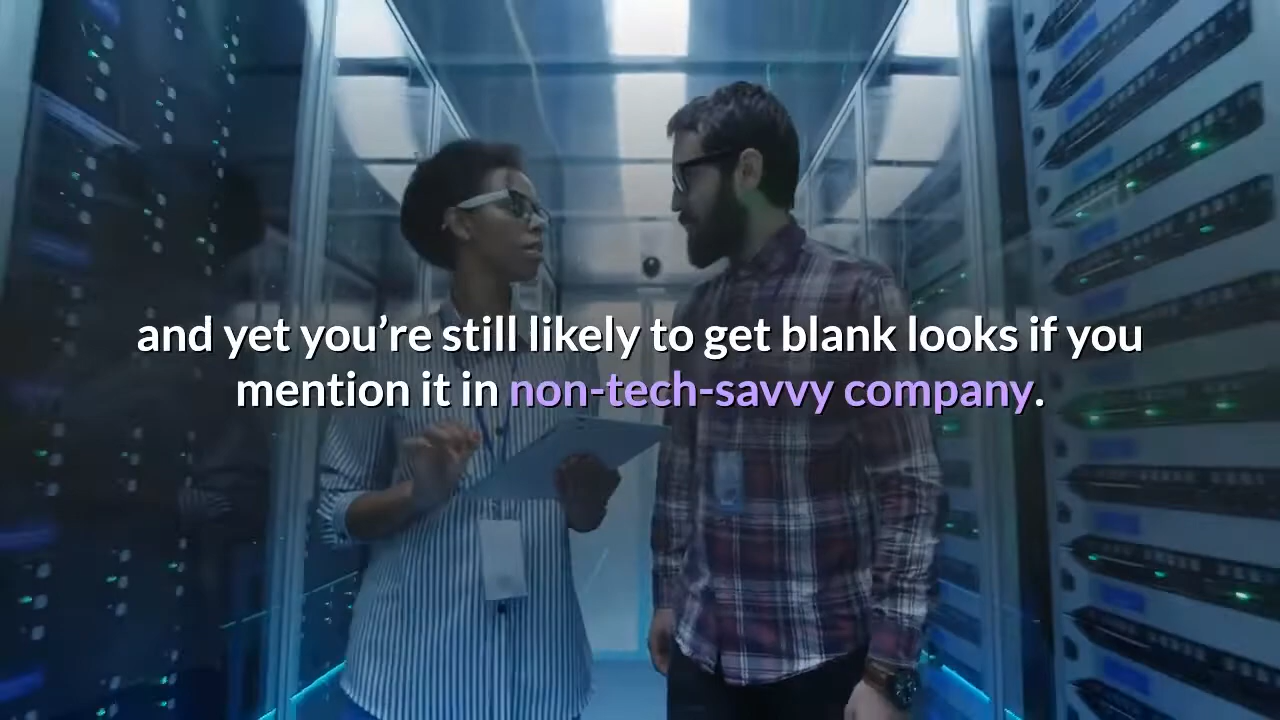 and yet you’re still likely to get blank looks if you
mention it in non-tech-savvy company.